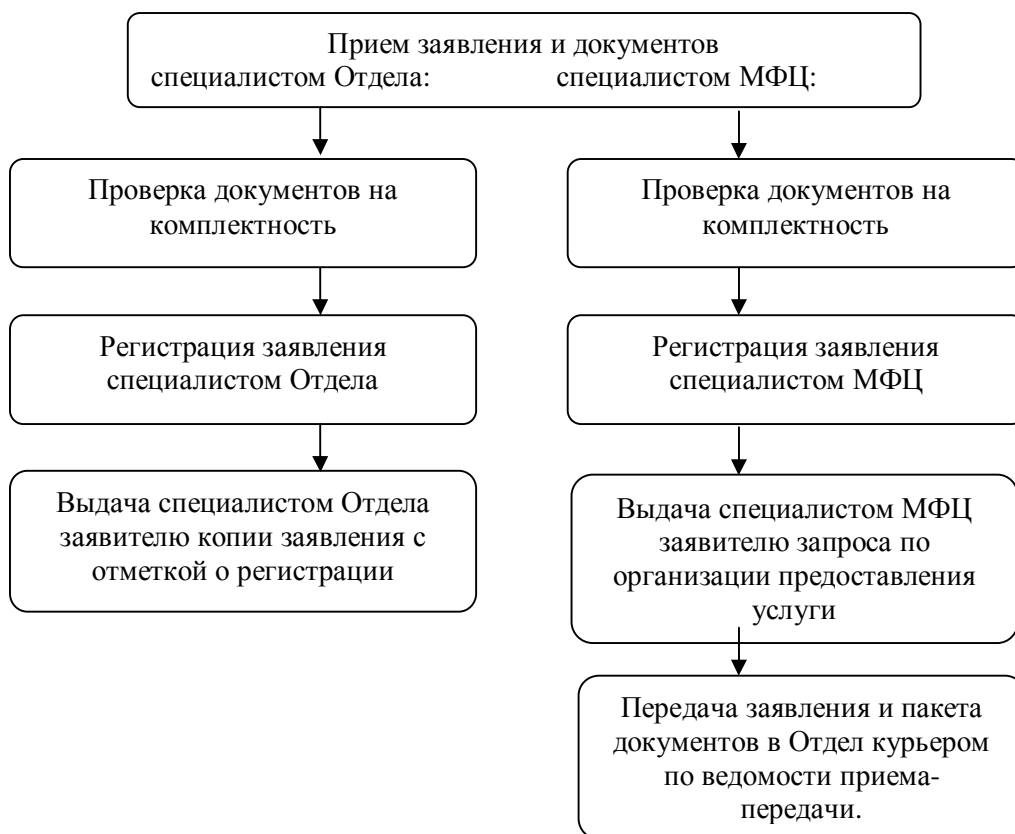 Прием заявления и документов
специалистом Отдела: специалистом МФЦ:
Проверка документов на
комплектность
Проверка документов на
комплектность
Регистрация заявления
специалистом Отдела
Регистрация заявления
специалистом МФЦ
Выдача специалистом Отдела
заявителю копии заявления с
отметкой о регистрации
Выдача специалистом МФЦ
заявителю запроса по
организации предоставления
услуги
Передача заявления и пакета
документов в Отдел курьером
по ведомости приема-
передачи.